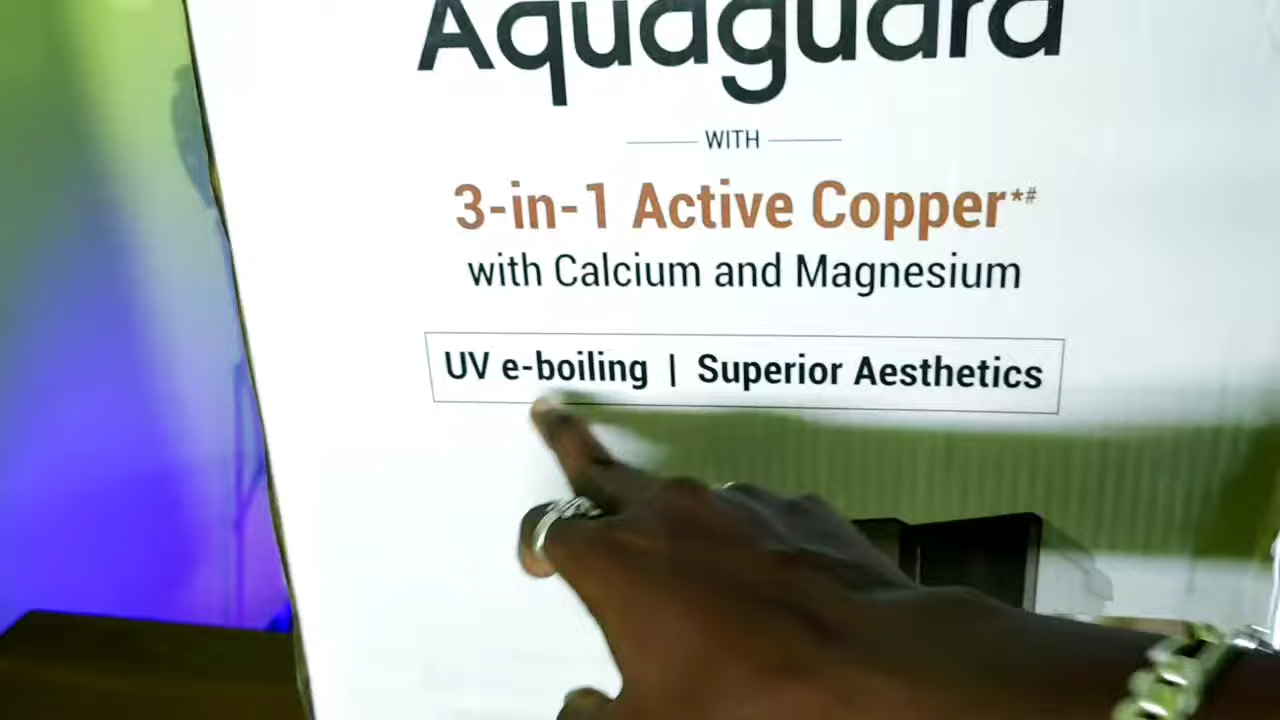 Aquaguard
WITH
3-in-1 Active Copper*#
with Calcium and Magnesium
UV e-boiling | Superior Aesthetics